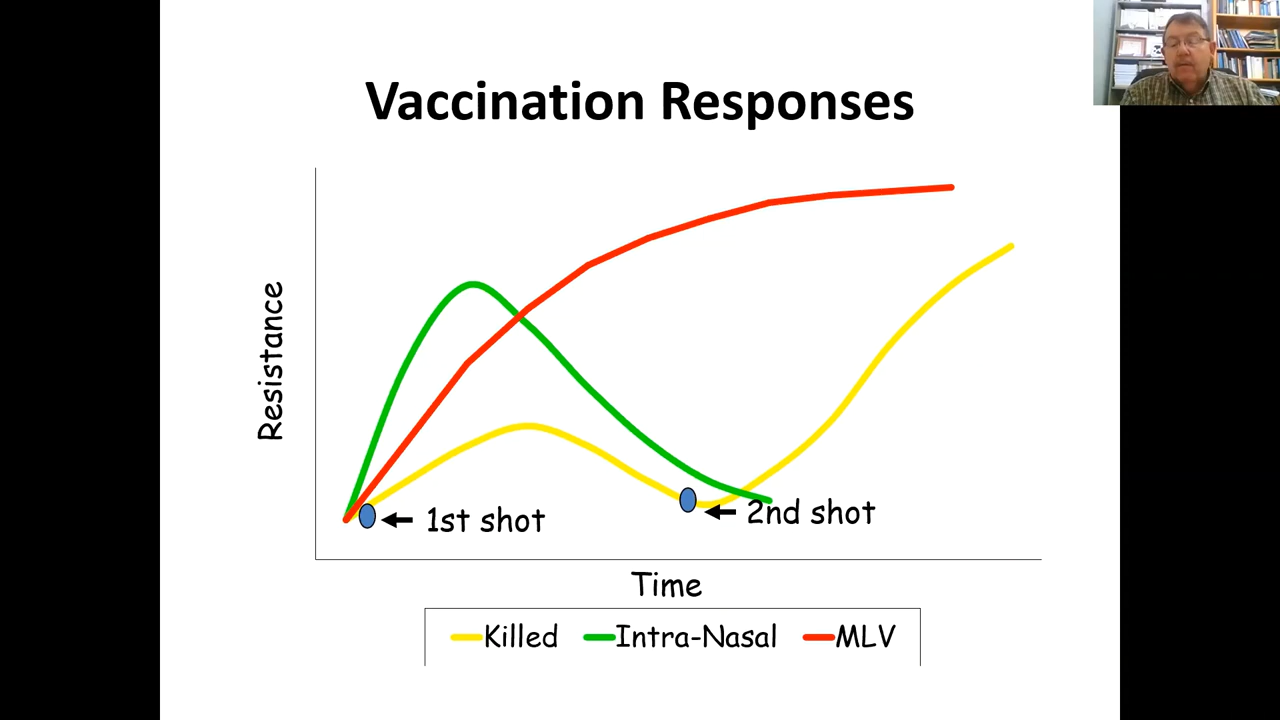 Vaccination Responses
Resistance
1st shot
2nd shot
Time
Killed Intra-Nasal MLV